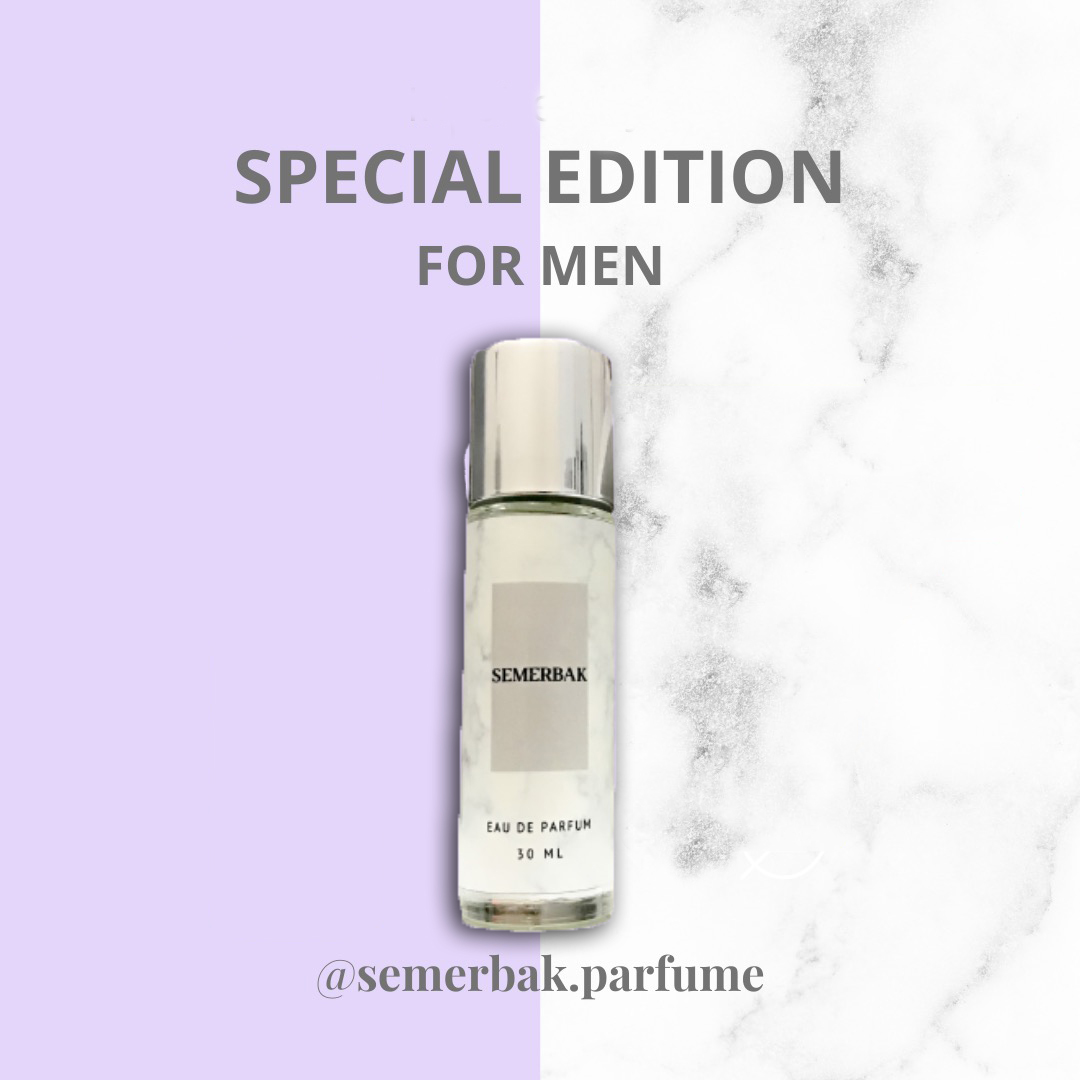 SPECIAL EDITION
FOR MEN
SEMERBAK
EAU DE PARFUM
30 ML
@semerbak.parfume